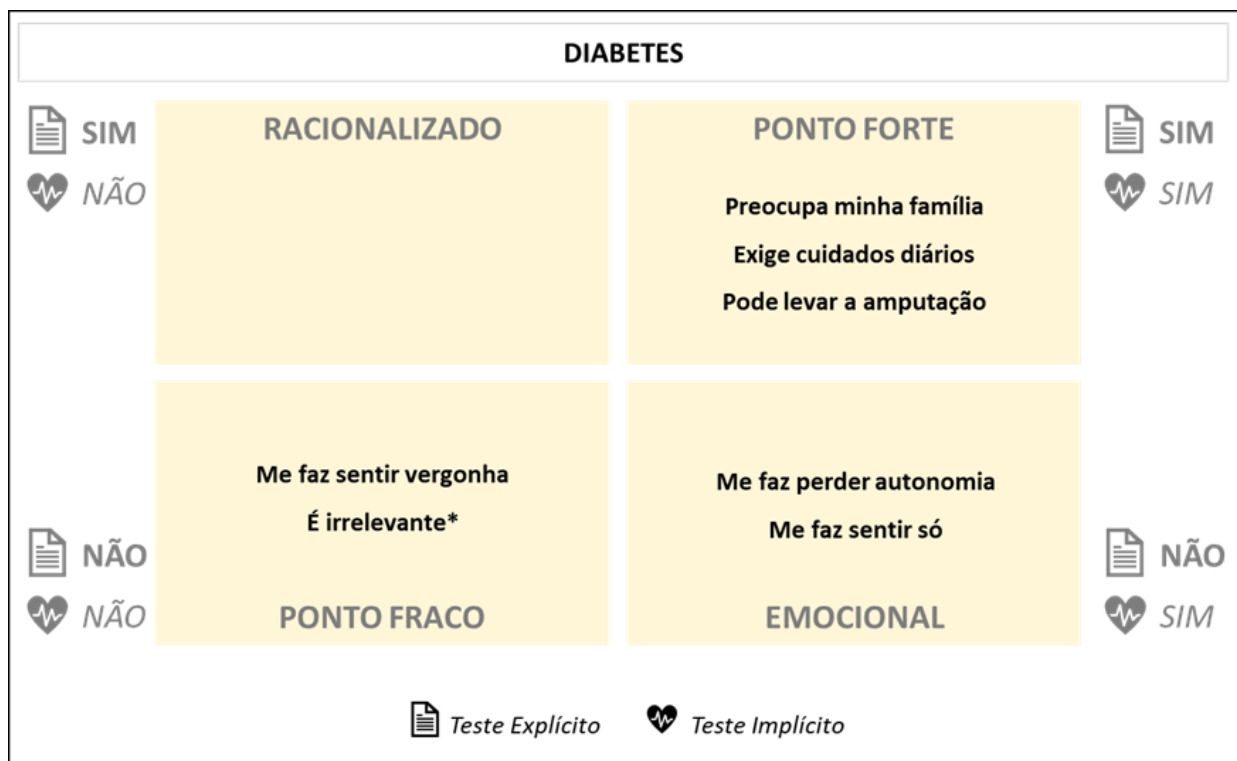 DIABETES
SIM
NÃO
RACIONALIZADO
PONTO FORTE
Preocupa minha família
Exige cuidados diários
Pode levar a amputação
SIM
SIM
Me faz sentir vergonha
É irrelevante*
NÃO
NÃO
PONTO FRACO
Me faz perder autonomia
Me faz sentir só
EMOCIONAL
NÃO
SIM
Teste Explícito
Teste Implícito